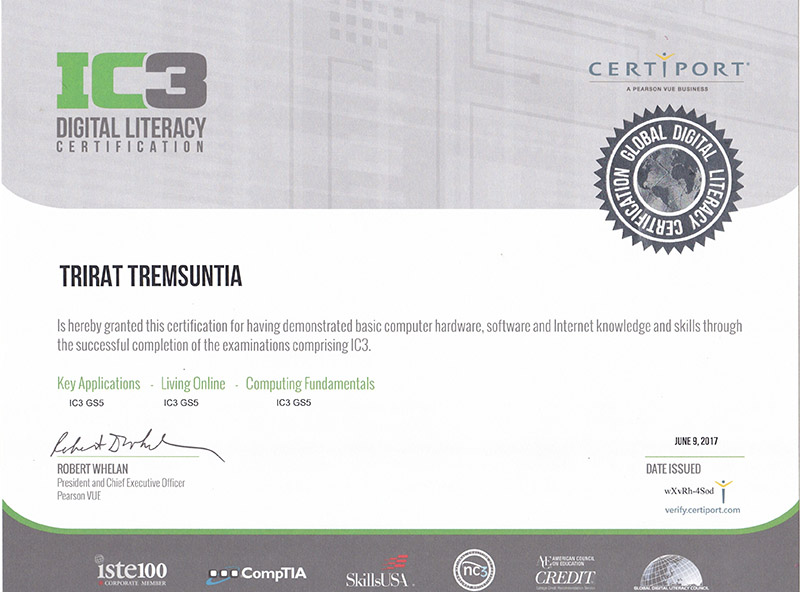 IC3
DIGITAL LITERACY
CERTIFICATION
CERTIPORT®
A PEARSON VUE BUSINESS
GLOBAL DIGITAL LITERACY CERTIFICATION
TRIRAT TREMSUNTIA
Is hereby granted this certification for having demonstrated basic computer hardware, software and Internet knowledge and skills through
the successful completion of the examinations comprising IC3.
Key Applications - Living Online - Computing Fundamentals
IC3 GS5 IC3 GS5 IC3 GS5
Robert Whelan
ROBERT WHELAN
President and Chief Executive Officer
Pearson VUE
JUNE 9, 2017
DATE ISSUED
wXvRh-4Sod
verify.certiport.com
iste100
CORPORATE MEMBER
CompTIA
SkillsUSA
nc3
AMERICAN COUNCIL
ON EDUCATION
CREDIT
GLOBAL DIGITAL LITERACY COUNCIL